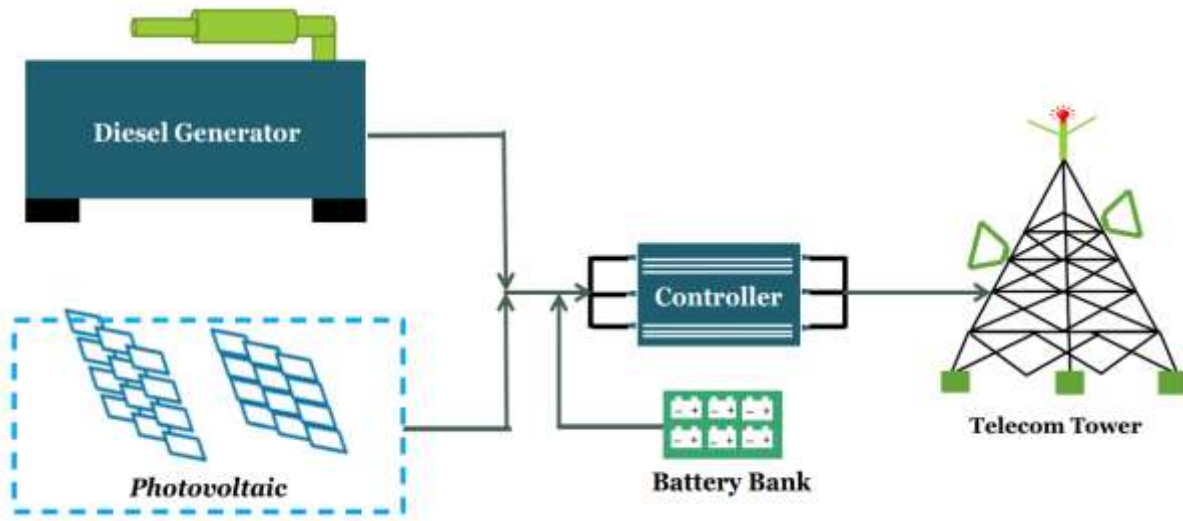 Diesel Generator
Controller
Telecom Tower
Photovoltaic
Battery Bank